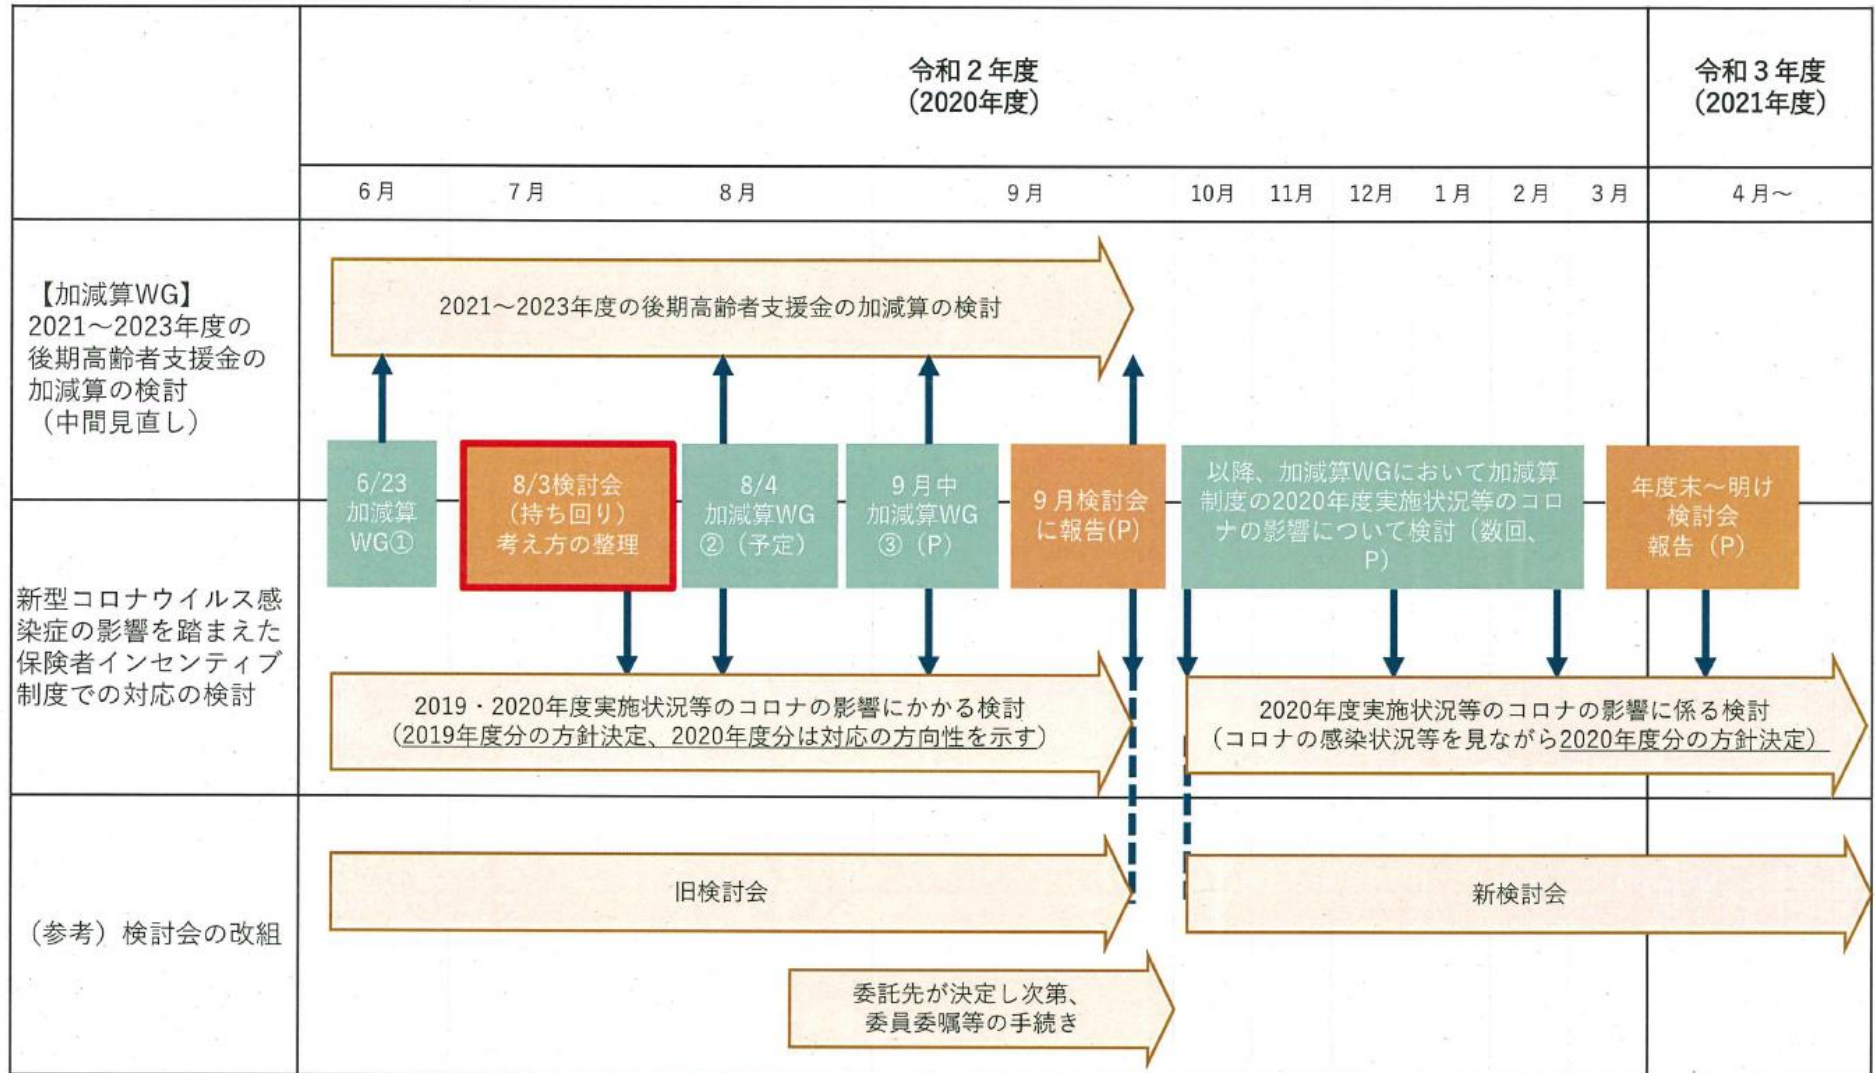 令和２年度
（2020年度）
令和３年度
（2021年度）
６月
７月
８月
９月
10月
11月
12月
１月
２月
３月
４月～
【加減算WG】
2021～2023年度の
後期高齢者支援金の
加減算の検討
（中間見直し）
2021～2023年度の後期高齢者支援金の加減算の検討
6/23
加減算
WG①
8/3検討会
（持ち回り）
考え方の整理
8/4
加減算WG
②（予定）
９月中
加減算WG
③（P）
９月検討会
に報告(P)
以降、加減算WGにおいて加減算
制度の2020年度実施状況等のコロ
ナの影響について検討（数回、
P）
年度末～明け
検討会
報告（P）
新型コロナウイルス感
染症の影響を踏まえた
保険者インセンティブ
制度での対応の検討
2019・2020年度実施状況等のコロナの影響にかかる検討
（2019年度分の方針決定、2020年度分は対応の方向性を示す）
2020年度実施状況等のコロナの影響に係る検討
（コロナの感染状況等を見ながら2020年度分の方針決定）
（参考）検討会の改組
旧検討会
新検討会
委託先が決定し次第、
委員委嘱等の手続き